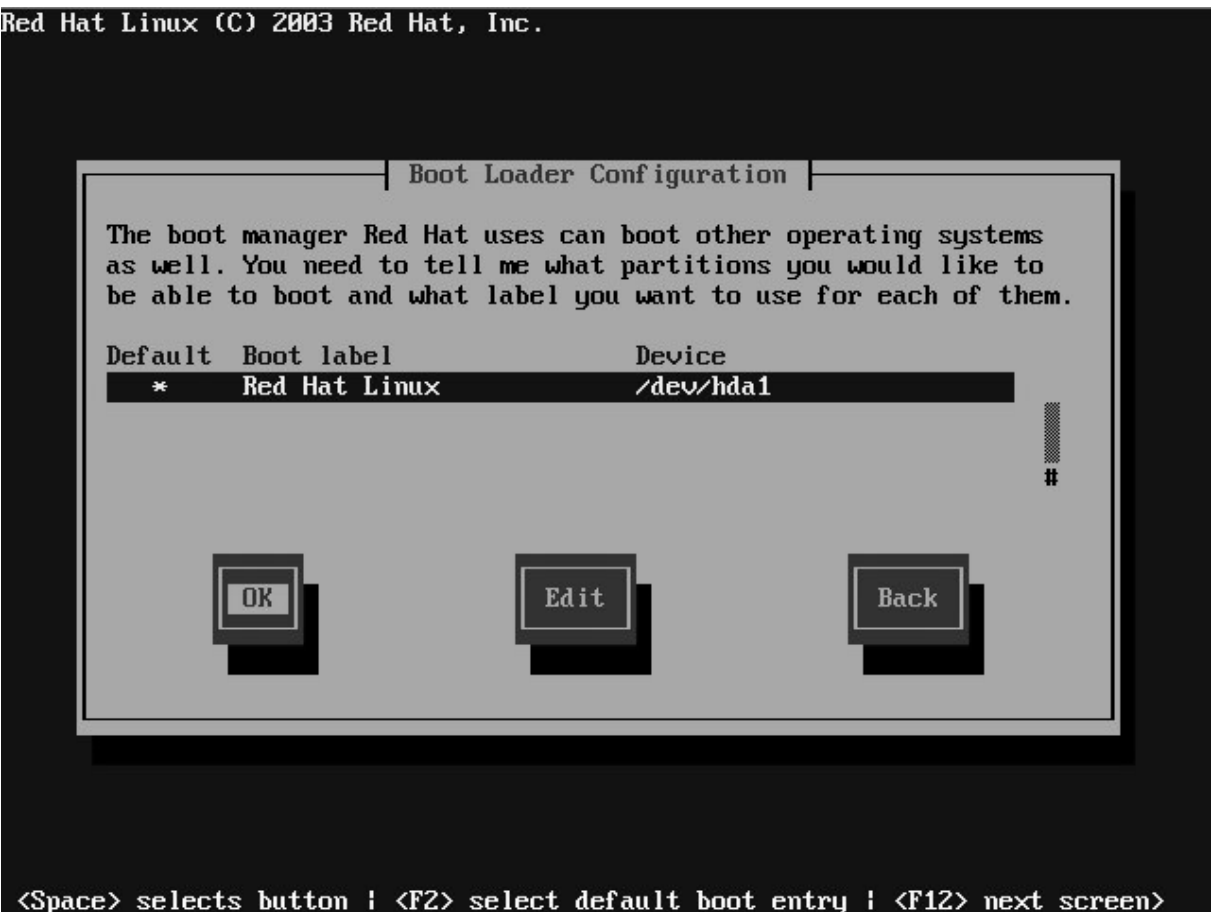 Red Hat Linux (C) 2003 Red Hat, Inc.
Boot Loader Configuration
The boot manager Red Hat uses can boot other operating systems
as well. You need to tell me what partitions you would like to
be able to boot and what label you want to use for each of them.
Default Boot label Device
* Red Hat Linux /dev/hda1
#
OK Edit Back
<Space> selects button | <F2> select default boot entry | <F12> next screen>